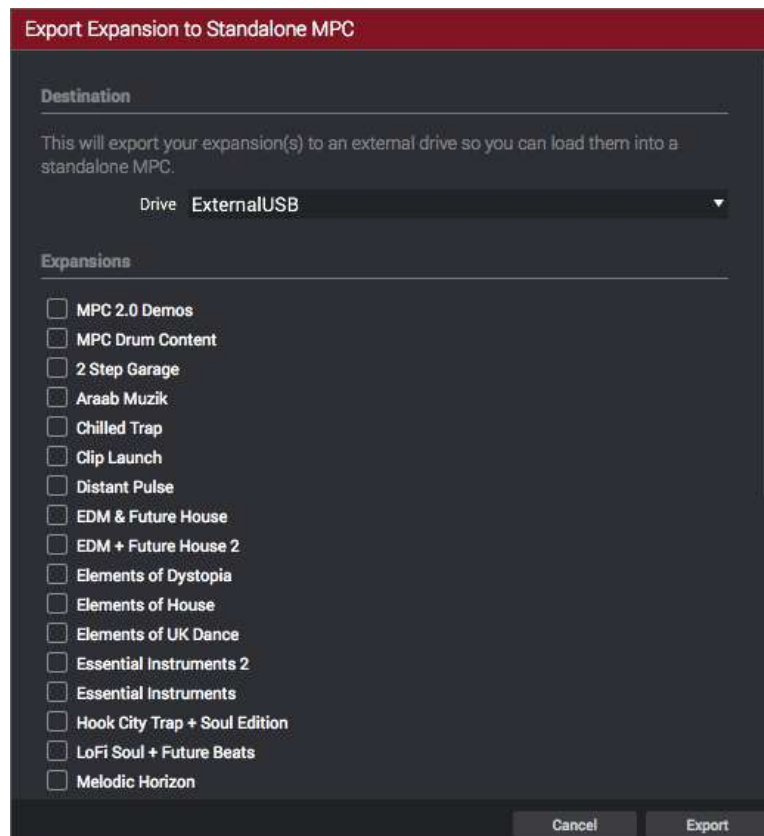 Export Expansion to Standalone MPC
Destination
This will export your expansion(s) to an external drive so you can load them into a
standalone MPC.
Drive ExternalUSB
Expansions
MPC 2.0 Demos
MPC Drum Content
2 Step Garage
Araab Muzik
Chilled Trap
Clip Launch
Distant Pulse
EDM & Future House
EDM + Future House 2
Elements of Dystopia
Elements of House
Elements of UK Dance
Essential Instruments 2
Essential Instruments
Hook City Trap + Soul Edition
LoFi Soul + Future Beats
Melodic Horizon
Cancel Export